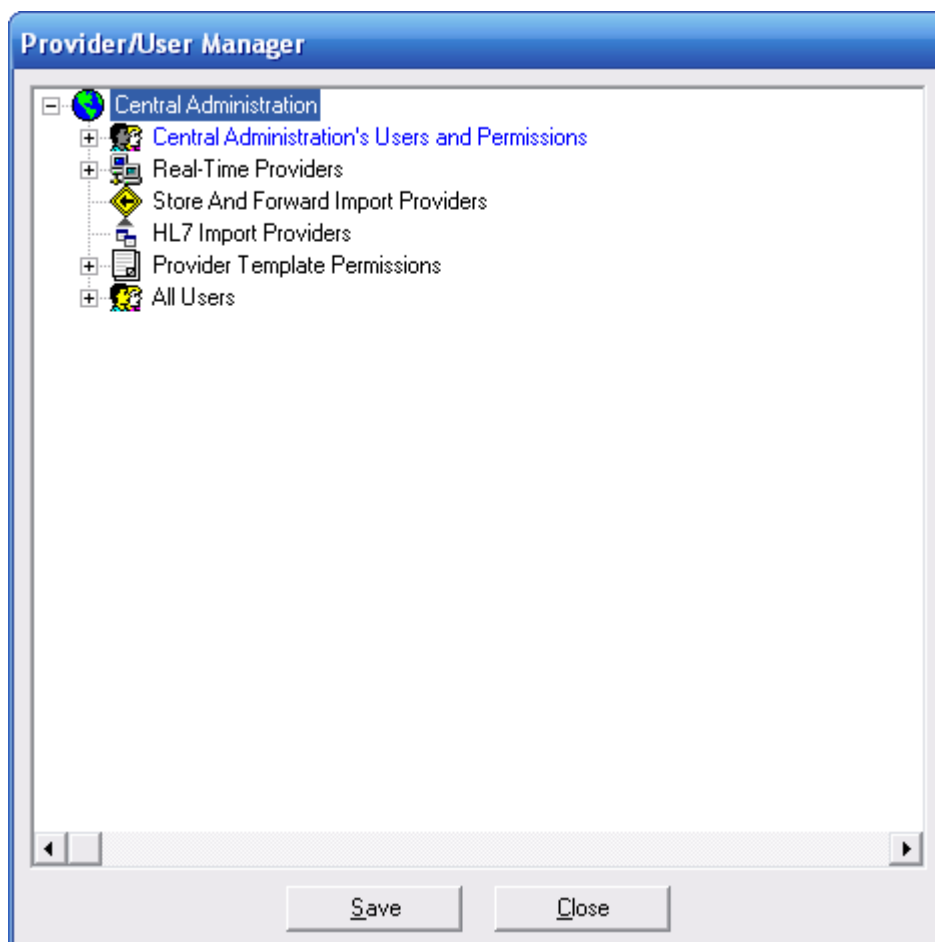 Provider/User Manager
Central Administration
Central Administration's Users and Permissions
Real-Time Providers
Store And Forward Import Providers
HL7 Import Providers
Provider Template Permissions
All Users
Save Close